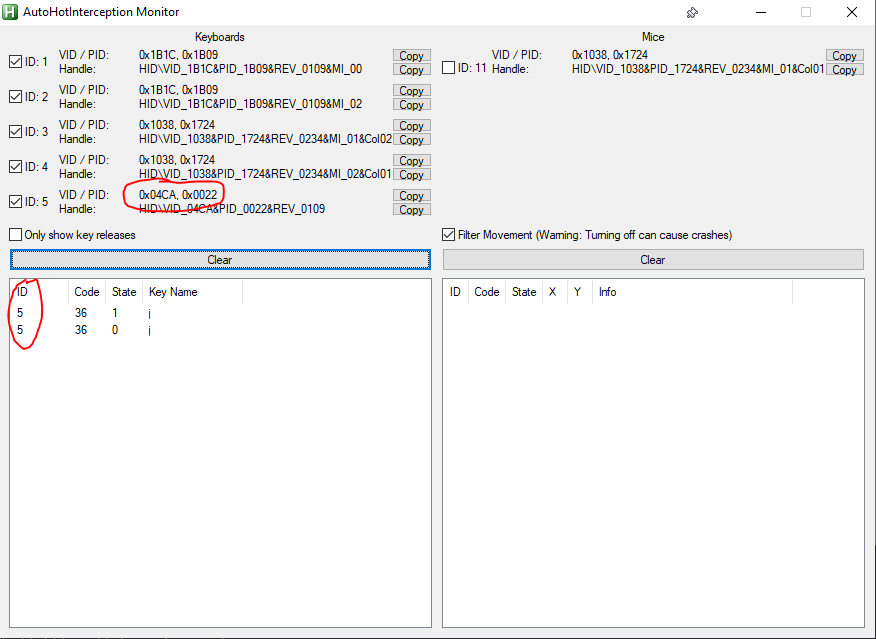 AutoHotInterception Monitor
Keyboards
ID: 1 VID / PID: 0x1B1C, 0x1B09 Copy
Handle: HID\VID_1B1C&PID_1B09&REV_0109&MI_00 Copy
ID: 2 VID / PID: 0x1B1C, 0x1B09 Copy
Handle: HID\VID_1B1C&PID_1B09&REV_0109&MI_02 Copy
ID: 3 VID / PID: 0x1038, 0x1724 Copy
Handle: HID\VID_1038&PID_1724&REV_0234&MI_01&Col02 Copy
ID: 4 VID / PID: 0x1038, 0x1724 Copy
Handle: HID\VID_1038&PID_1724&REV_0234&MI_02&Col01 Copy
ID: 5 VID / PID: 0x04CA, 0x0022 Copy
Handle: HID\VID_04CA&PID_0022&REV_0109 Copy
Only show key releases
Clear
ID Code State Key Name
5 36 1 j
5 36 0 j
Mice
ID: 11 VID / PID: 0x1038, 0x1724 Copy
Handle: HID\VID_1038&PID_1724&REV_0234&MI_01&Col01 Copy
Filter Movement (Warning: Turning off can cause crashes)
Clear
ID Code State X Y Info